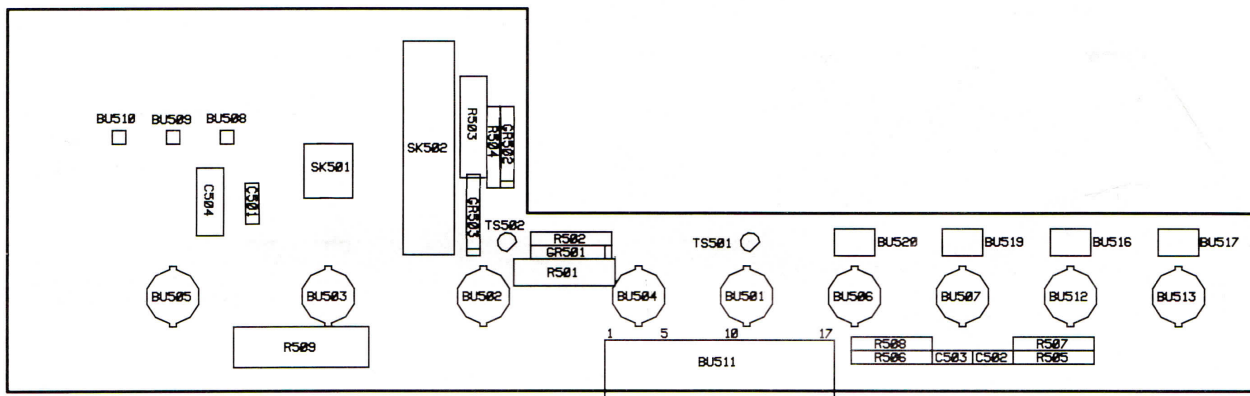 BU510 BU509 BU508
SK501
SK502
R503
R504
GR502
C504
C501
GR503
TS502
R502
GR501
R501
TS501
BU520
BU519
BU516
BU517
BU505
BU503
BU502
BU504
BU501
BU506
BU507
BU512
BU513
R509
1 5 10 17
BU511
R508 R507
R506 C503 C502 R505